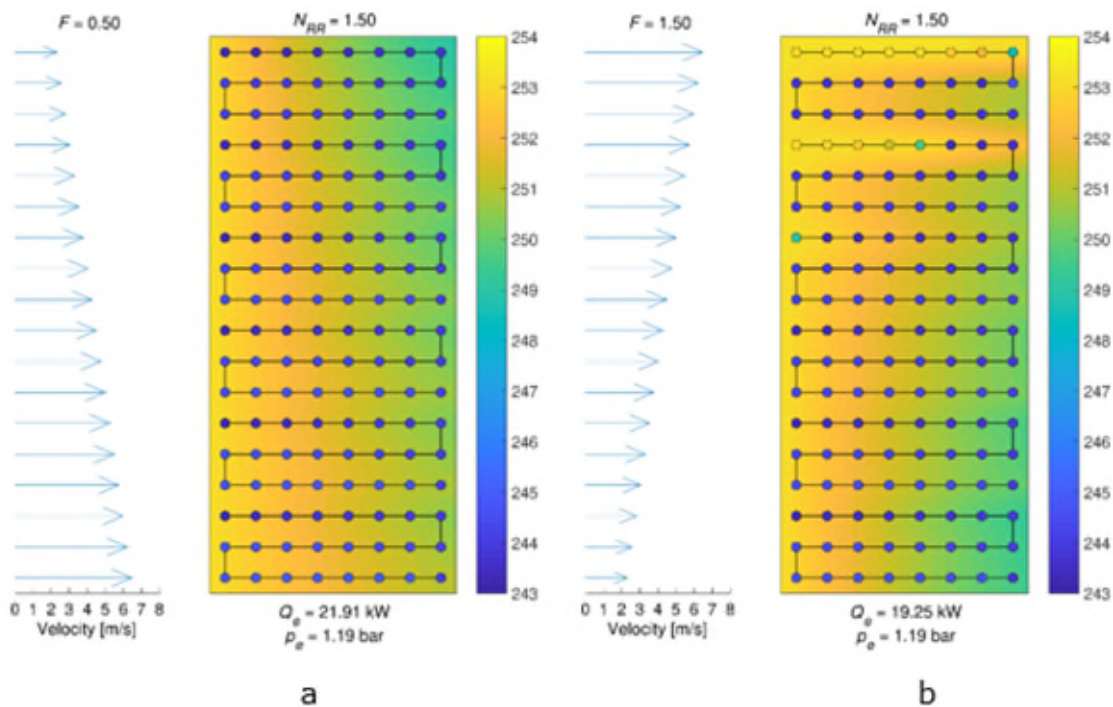 F = 0.50
N_RR = 1.50
254
253
252
251
250
249
248
247
246
245
244
243
0 1 2 3 4 5 6 7 8
Velocity [m/s]
Q_e = 21.91 kW
p_e = 1.19 bar
a
F = 1.50
N_RR = 1.50
254
253
252
251
250
249
248
247
246
245
244
243
0 1 2 3 4 5 6 7 8
Velocity [m/s]
Q_e = 19.25 kW
p_e = 1.19 bar
b